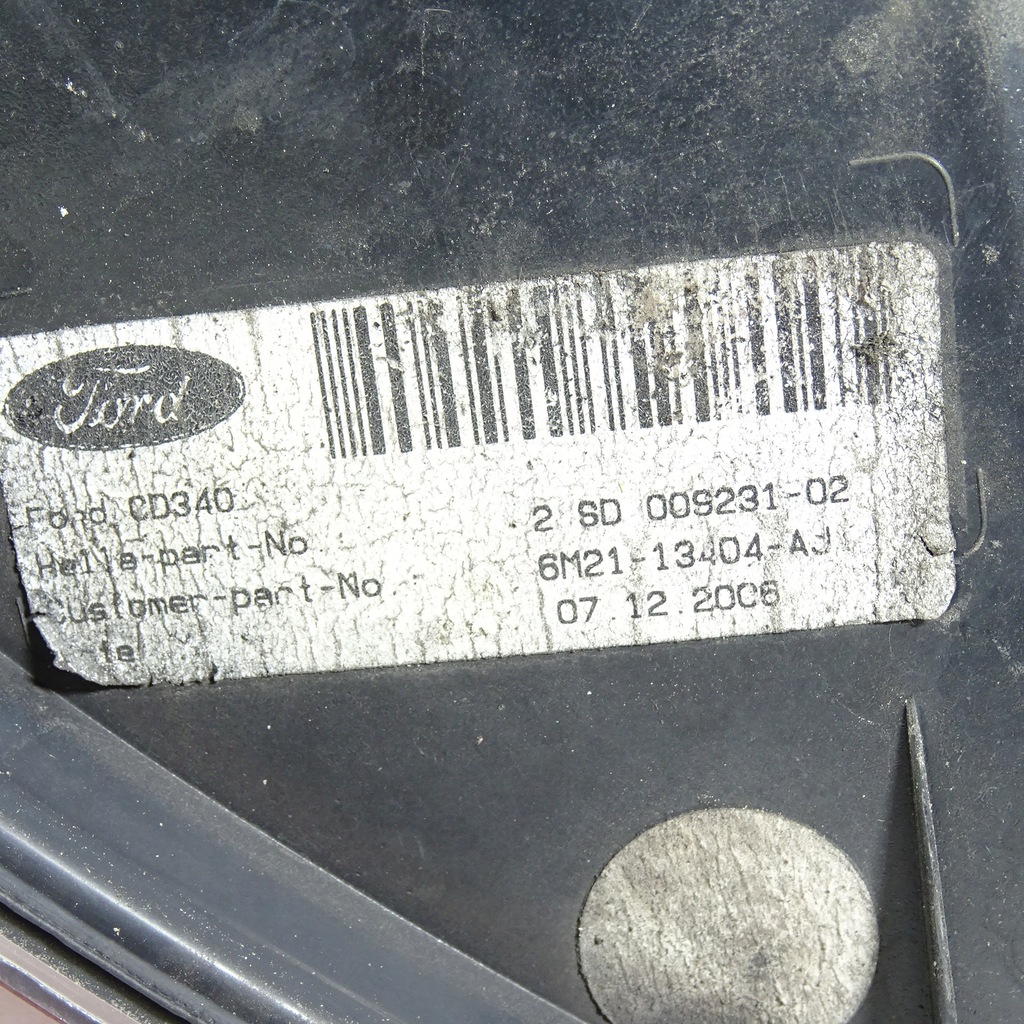 Ford
Ford CD340
Hella-part-No 2 SD 009231-02
Customer-part-No. 6M21-13404-AJ
07.12.2006